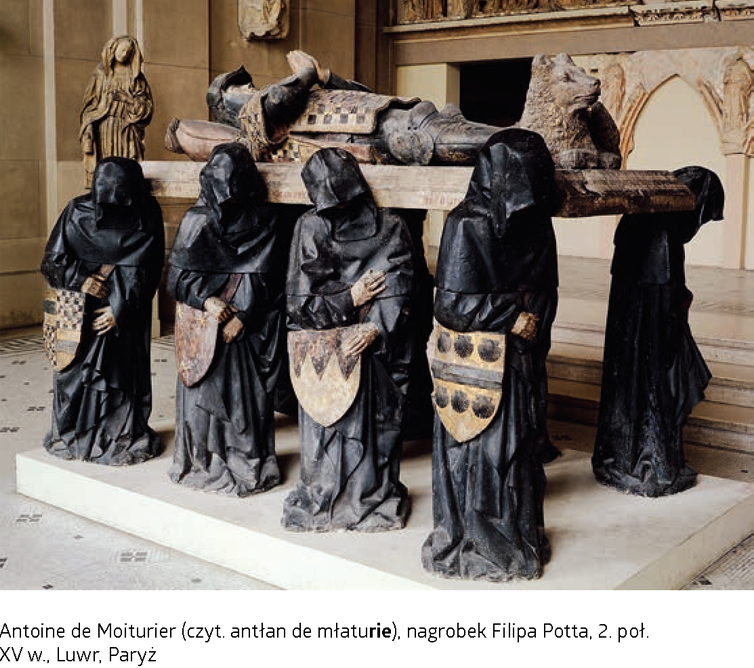 Antoine de Moiturier (czyt. antłan de młaturie), nagrobek Filipa Potta, 2. poł.
XV w., Luwr, Paryż